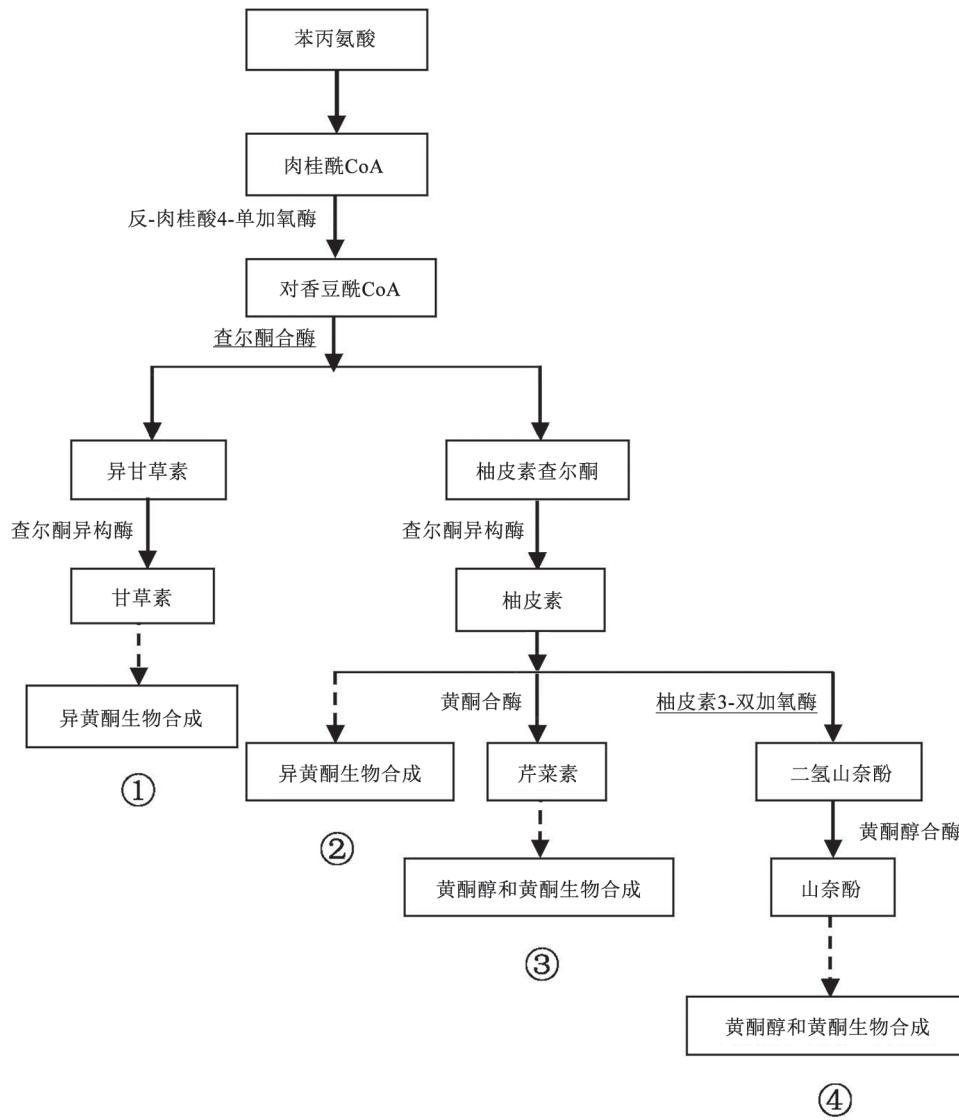 苯丙氨酸
肉桂酰CoA
反-肉桂酸4-单加氧酶
对香豆酰CoA
查尔酮合酶
异甘草素
柚皮素查尔酮
查尔酮异构酶
查尔酮异构酶
甘草素
柚皮素
异黄酮生物合成
①
黄酮合酶
柚皮素3-双加氧酶
异黄酮生物合成
②
芹菜素
二氢山奈酚
黄酮醇合酶
黄酮醇和黄酮生物合成
③
山奈酚
黄酮醇和黄酮生物合成
④